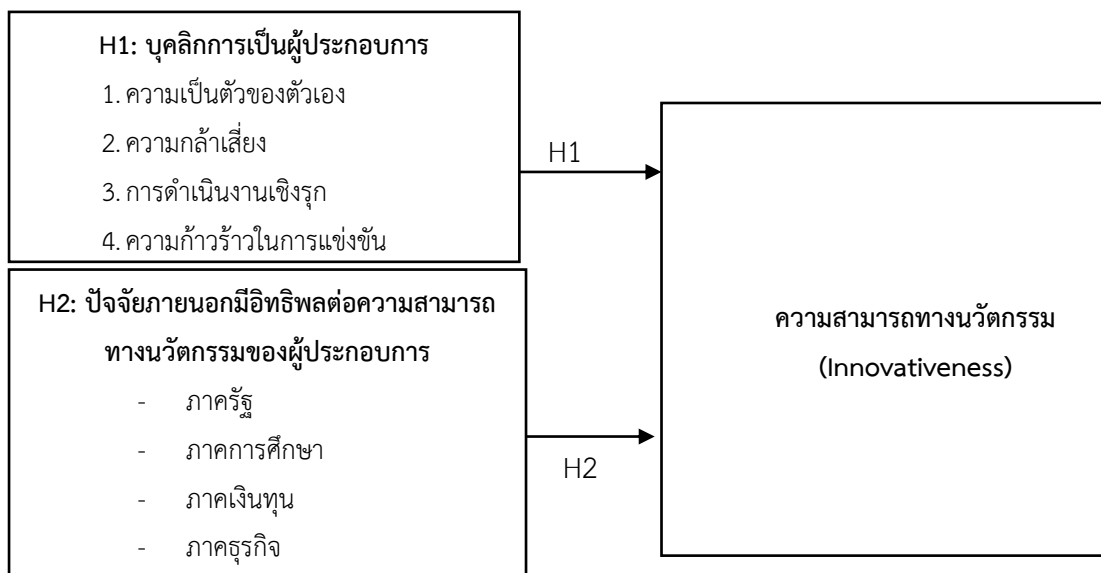 H1: บุคลิกการเป็นผู้ประกอบการ
1. ความเป็นตัวของตัวเอง
2. ความกล้าเสี่ยง
3. การดำเนินงานเชิงรุก
4. ความก้าวร้าวในการแข่งขัน
H1
H2: ปัจจัยภายนอกมีอิทธิพลต่อความสามารถ
ทางนวัตกรรมของผู้ประกอบการ
- ภาครัฐ
- ภาคการศึกษา
- ภาคเงินทุน
- ภาคธุรกิจ
H2
ความสามารถทางนวัตกรรม
(Innovativeness)